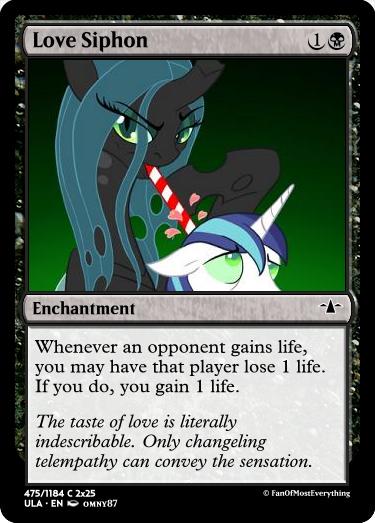 Love Siphon 1
Enchantment
Whenever an opponent gains life,
you may have that player lose 1 life.
If you do, you gain 1 life.
The taste of love is literally
indescribable. Only changeling
telempathy can convey the sensation.
475/1184 C 2x25
ULA • EN OMNY87
© FanOfMostEverything